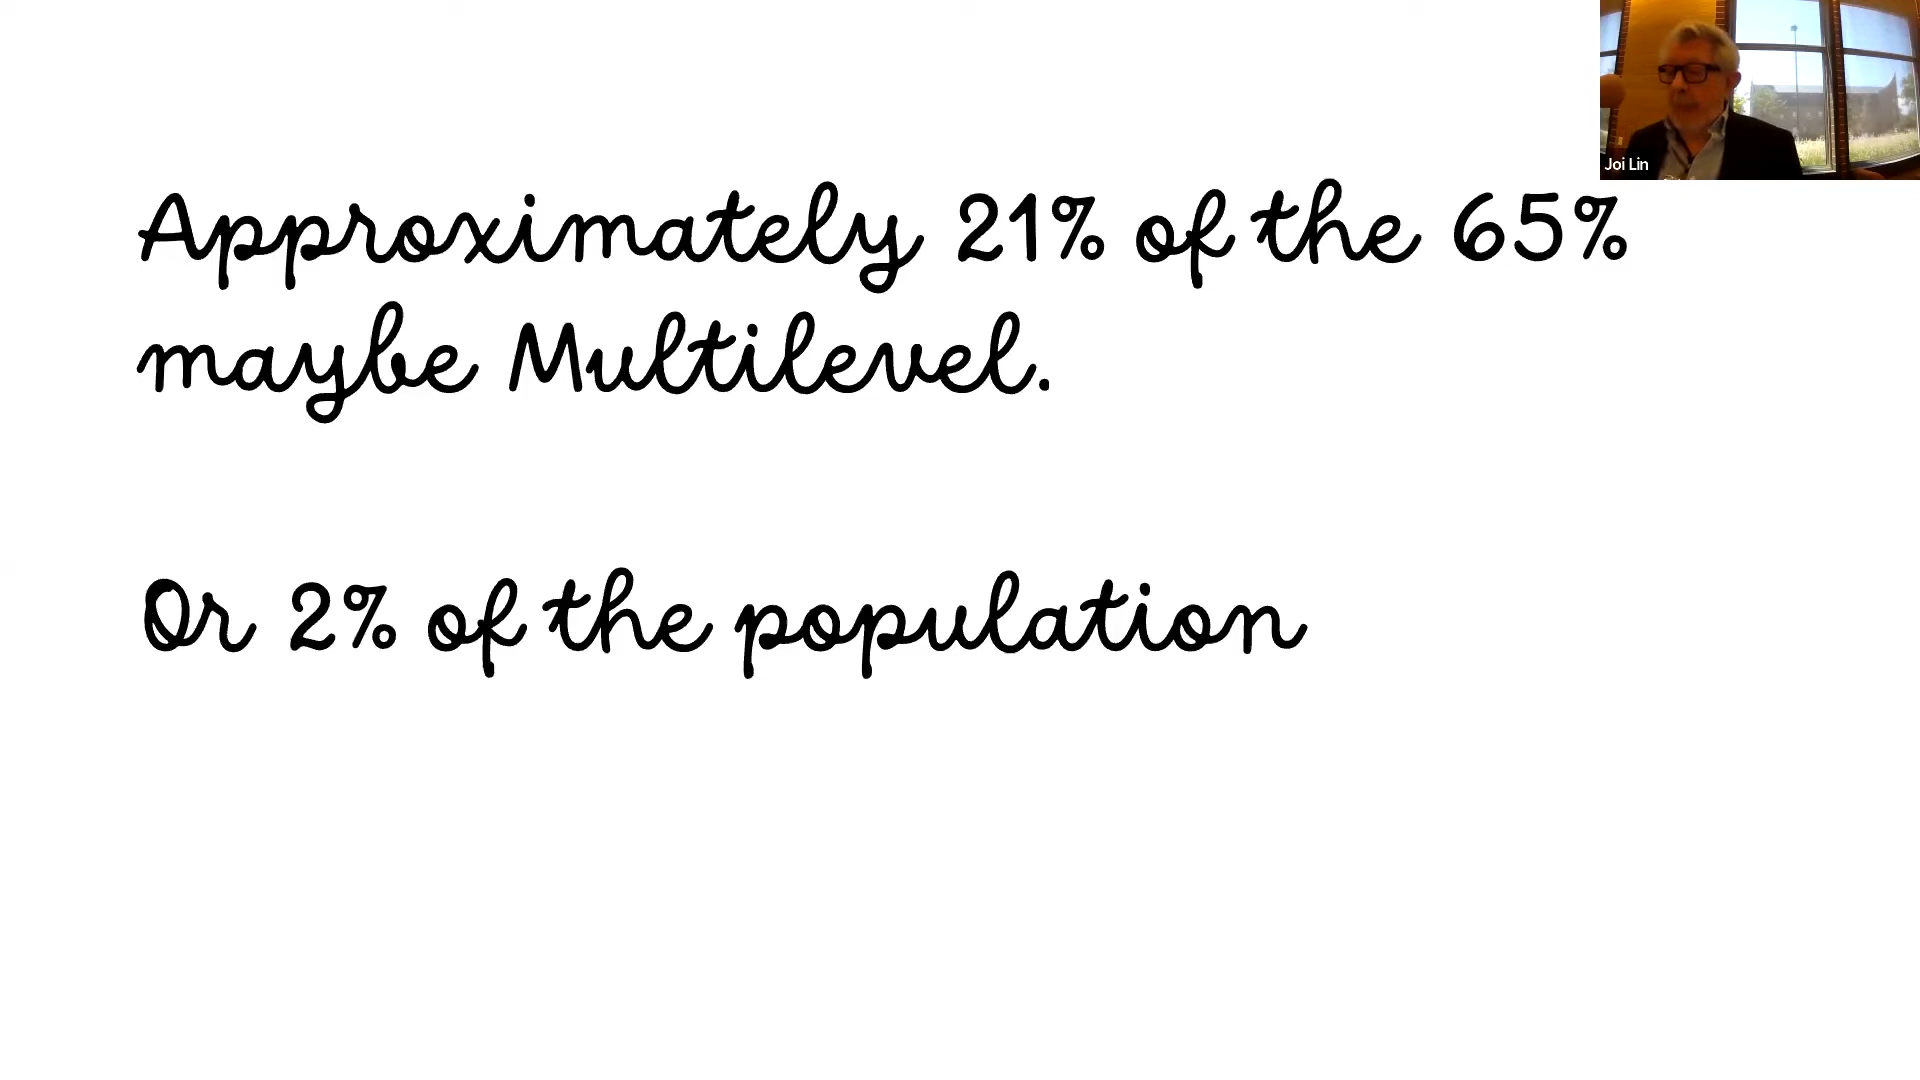 Joi Lin
Approximately 21% of the 65%
maybe Multilevel.
Or 2% of the population